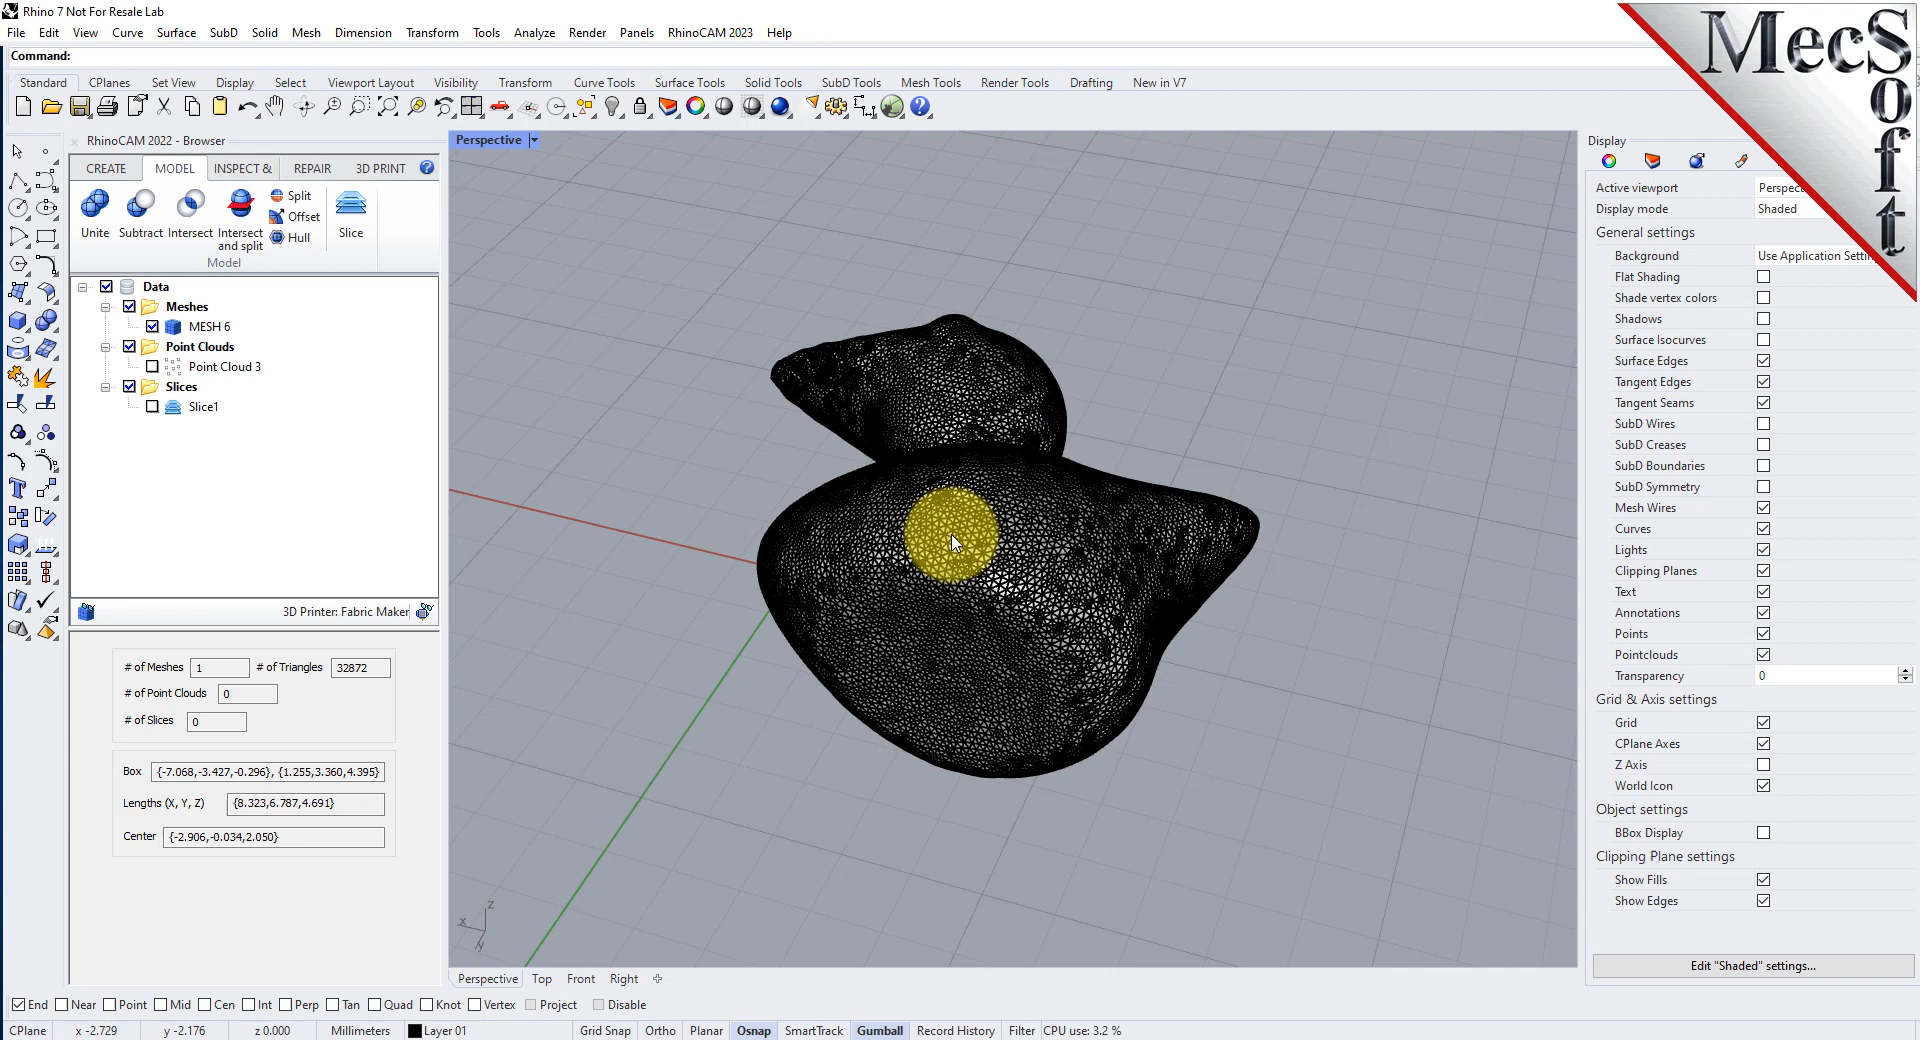 Rhino 7 Not For Resale Lab
File Edit View Curve Surface SubD Solid Mesh Dimension Transform Tools Analyze Render Panels RhinoCAM 2023 Help
Command:
Standard CPlanes Set View Display Select Viewport Layout Visibility Transform Curve Tools Surface Tools Solid Tools SubD Tools Mesh Tools Render Tools Drafting New in V7
MecSoft
RhinoCAM 2022 - Browser
CREATE MODEL INSPECT & REPAIR 3D PRINT
Unite Subtract Intersect Intersect and split Split Offset Hull Slice
Model
Data
Meshes
MESH 6
Point Clouds
Point Cloud 3
Slices
Slice1
3D Printer: Fabric Maker
# of Meshes 1 # of Triangles 32872
# of Point Clouds 0
# of Slices 0
Box {-7.068,-3.427,-0.296}, {1.255,3.360,4.395}
Lengths (X, Y, Z) {8.323,6.787,4.691}
Center {-2.906,-0.034,2.050}
Perspective
z
x
y
Perspective Top Front Right
Display
Active viewport
Display mode Shaded
General settings
Background Use Application
Flat Shading
Shade vertex colors
Shadows
Surface Isocurves
Surface Edges
Tangent Edges
Tangent Seams
SubD Wires
SubD Creases
SubD Boundaries
SubD Symmetry
Mesh Wires
Curves
Lights
Clipping Planes
Text
Annotations
Points
Pointclouds
Transparency 0
Grid & Axis settings
Grid
CPlane Axes
Z Axis
World Icon
Object settings
BBox Display
Clipping Plane settings
Show Fills
Show Edges
Edit "Shaded" settings...
End Near Point Mid Cen Int Perp Tan Quad Knot Vertex Project Disable
CPlane x -2.729 y -2.176 z 0.000 Millimeters Layer 01 Grid Snap Ortho Planar Osnap SmartTrack Gumball Record History Filter CPU use: 3.2 %